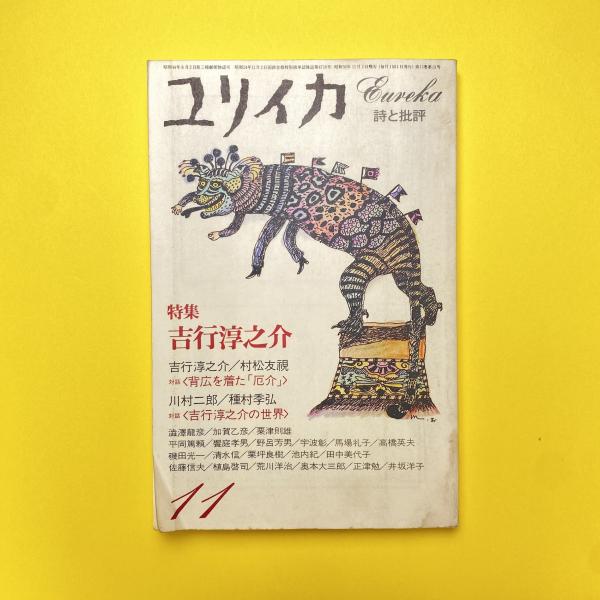 ユリイカ
Eureka
詩と批評
特集
吉行淳之介
吉行淳之介／村松友視
対話〈背広を着た「厄介」〉
川村二郎／種村季弘
対話〈吉行淳之介の世界〉
澁澤龍彦／加賀乙彦／粟津則雄
平岡篤頼／饗庭孝男／野呂芳男／宇波彰／馬場礼子／高橋英夫
磯田光一／清水信／栗坪良樹／池内紀／田中美代子
佐藤信夫／植島啓司／荒川洋治／奥本大三郎／正津勉／井坂洋子
11